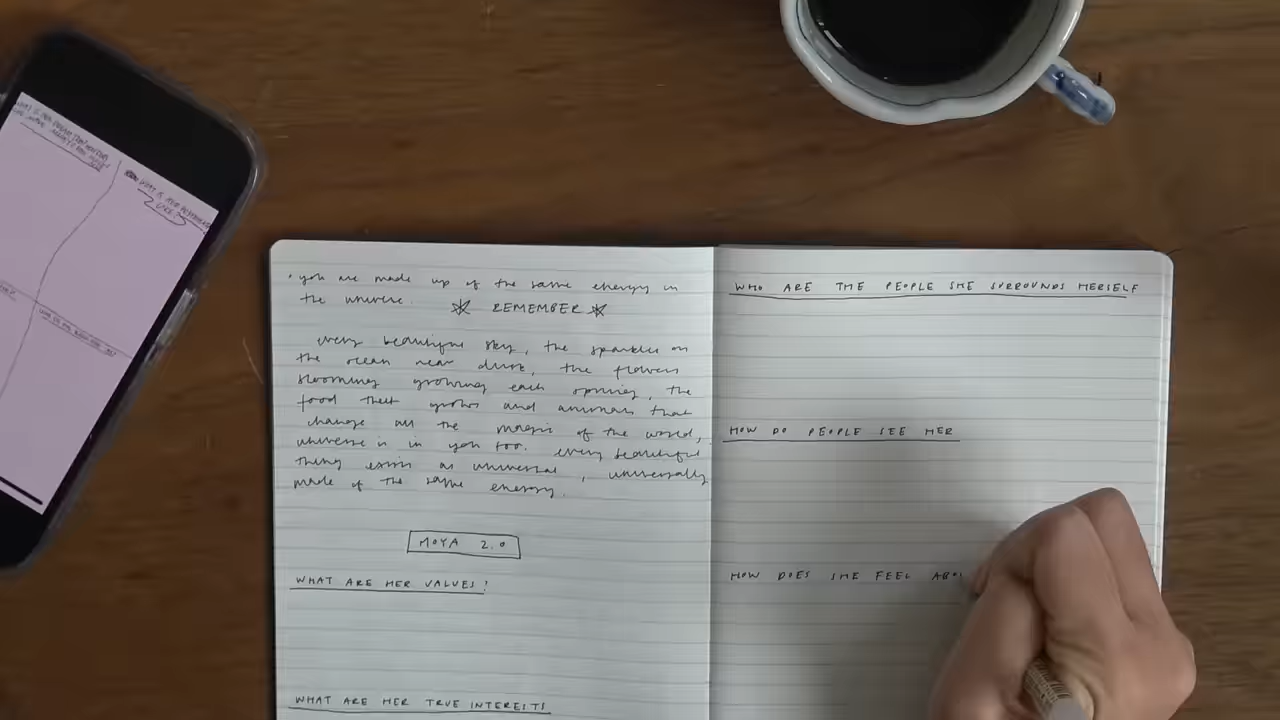 • you are made up of the same energy in
the universe.
REMEMBER
every beautiful sky, the sparkles on
the ocean near dusk, the flowers
blooming growing each spring, the
food that grows and animals that
change all the magic of the world,
universe is in you too. every beautiful
thing exists as universal, universally
made of the same energy.
MOYA 2.0
WHAT ARE HER VALUES?
WHAT ARE HER TRUE INTERESTS
WHO ARE THE PEOPLE SHE SURROUNDS HERSELF
HOW DO PEOPLE SEE HER
HOW DOES SHE FEEL ABO